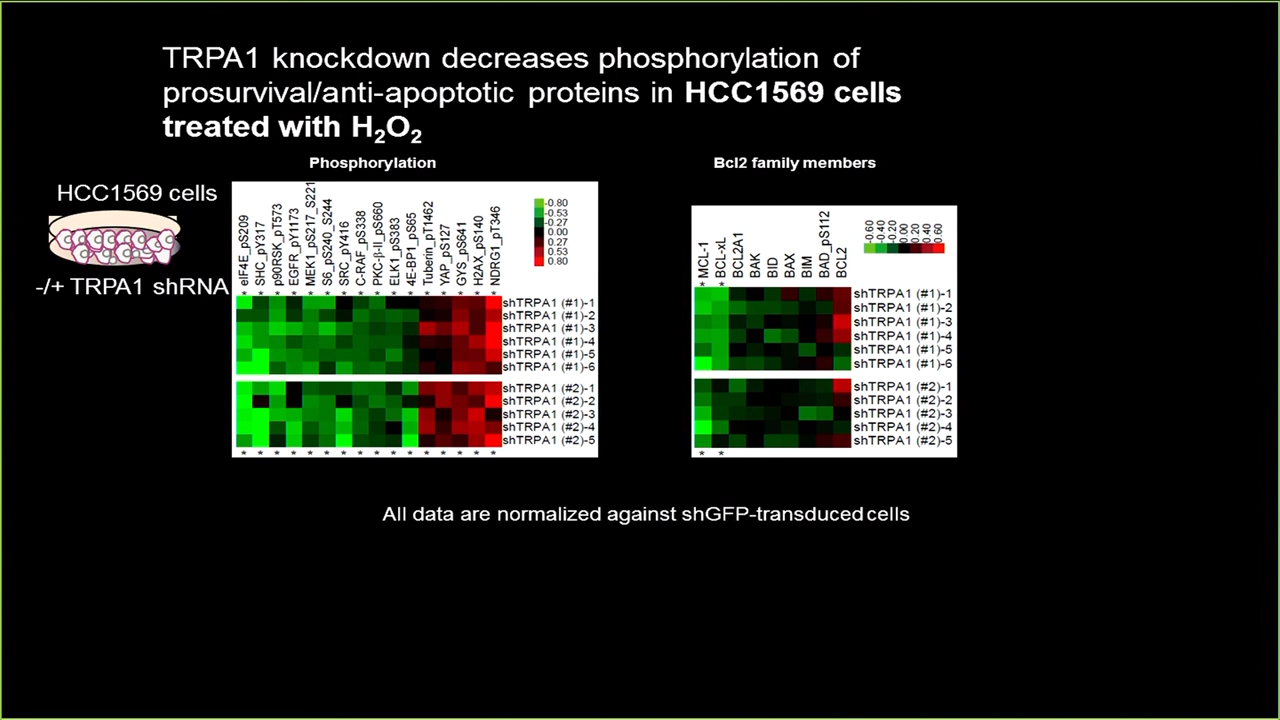 TRPA1 knockdown decreases phosphorylation of
prosurvival/anti-apoptotic proteins in HCC1569 cells
treated with H₂O₂
Phosphorylation
Bcl2 family members
HCC1569 cells
-/+ TRPA1 shRNA
* eIF4E_pS209
* SHC_pY317
* p90RSK_pT573
* EGFR_pY1173
* MEK1_pS217_S221
* S6_pS240_S244
* SRC_pY416
* C-RAF_pS338
* PKC-β-II_pS660
* ELK1_pS383
* 4E-BP1_pS65
* Tuberin_pT1462
* YAP_pS127
* GYS_pS641
* H2AX_pS140
* NDRG1_pT346
-0.80
-0.53
-0.27
0.00
0.27
0.53
0.80
shTRPA1 (#1)-1
shTRPA1 (#1)-2
shTRPA1 (#1)-3
shTRPA1 (#1)-4
shTRPA1 (#1)-5
shTRPA1 (#1)-6
shTRPA1 (#2)-1
shTRPA1 (#2)-2
shTRPA1 (#2)-3
shTRPA1 (#2)-4
shTRPA1 (#2)-5
* * * * * * * * * * * * * * * *
* MCL-1
* BCL-xL
BCL2A1
BAK
BID
BAX
BIM
BAD_pS112
BCL2
-0.60
-0.40
-0.20
0.00
0.20
0.40
0.60
shTRPA1 (#1)-1
shTRPA1 (#1)-2
shTRPA1 (#1)-3
shTRPA1 (#1)-4
shTRPA1 (#1)-5
shTRPA1 (#1)-6
shTRPA1 (#2)-1
shTRPA1 (#2)-2
shTRPA1 (#2)-3
shTRPA1 (#2)-4
shTRPA1 (#2)-5
* *
All data are normalized against shGFP-transduced cells